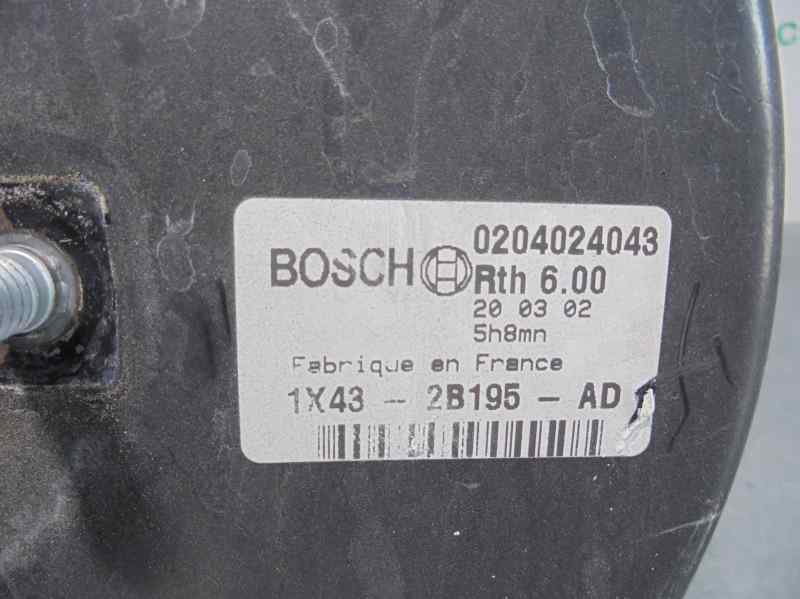 BOSCH
0204024043
Rth 6.00
20 03 02
5h8mn
Fabrique en France
1X43 - 2B195 - AD